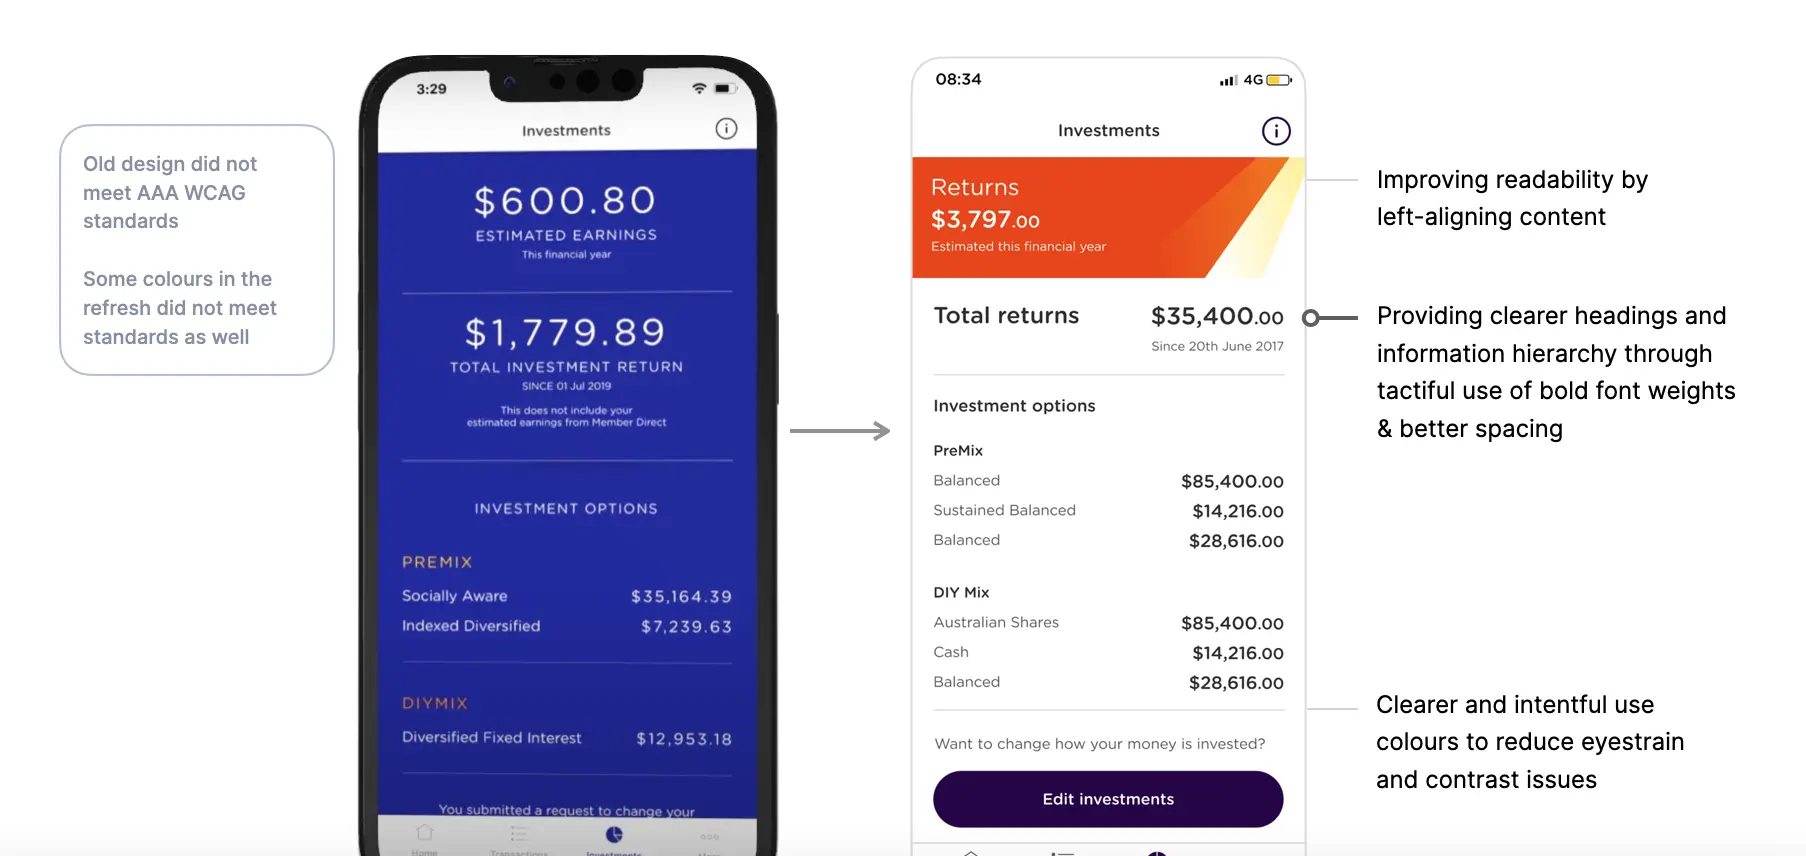 Old design did not
meet AAA WCAG
standards
Some colours in the
refresh did not meet
standards as well
3:29
Investments
$600.80
ESTIMATED EARNINGS
This financial year
$1,779.89
TOTAL INVESTMENT RETURN
SINCE 01 Jul 2019
This does not include your
estimated earnings from Member Direct
INVESTMENT OPTIONS
PREMIX
Socially Aware $35,164.39
Indexed Diversified $7,239.63
DIYMIX
Diversified Fixed Interest $12,953.18
You submitted a request to change your
Home Transactions Investments More
08:34 4G
Investments
Returns
$3,797.00
Estimated this financial year
Total returns $35,400.00
Since 20th June 2017
Investment options
PreMix
Balanced $85,400.00
Sustained Balanced $14,216.00
Balanced $28,616.00
DIY Mix
Australian Shares $85,400.00
Cash $14,216.00
Balanced $28,616.00
Want to change how your money is invested?
Edit investments
Improving readability by
left-aligning content
Providing clearer headings and
information hierarchy through
tactiful use of bold font weights
& better spacing
Clearer and intentful use
colours to reduce eyestrain
and contrast issues